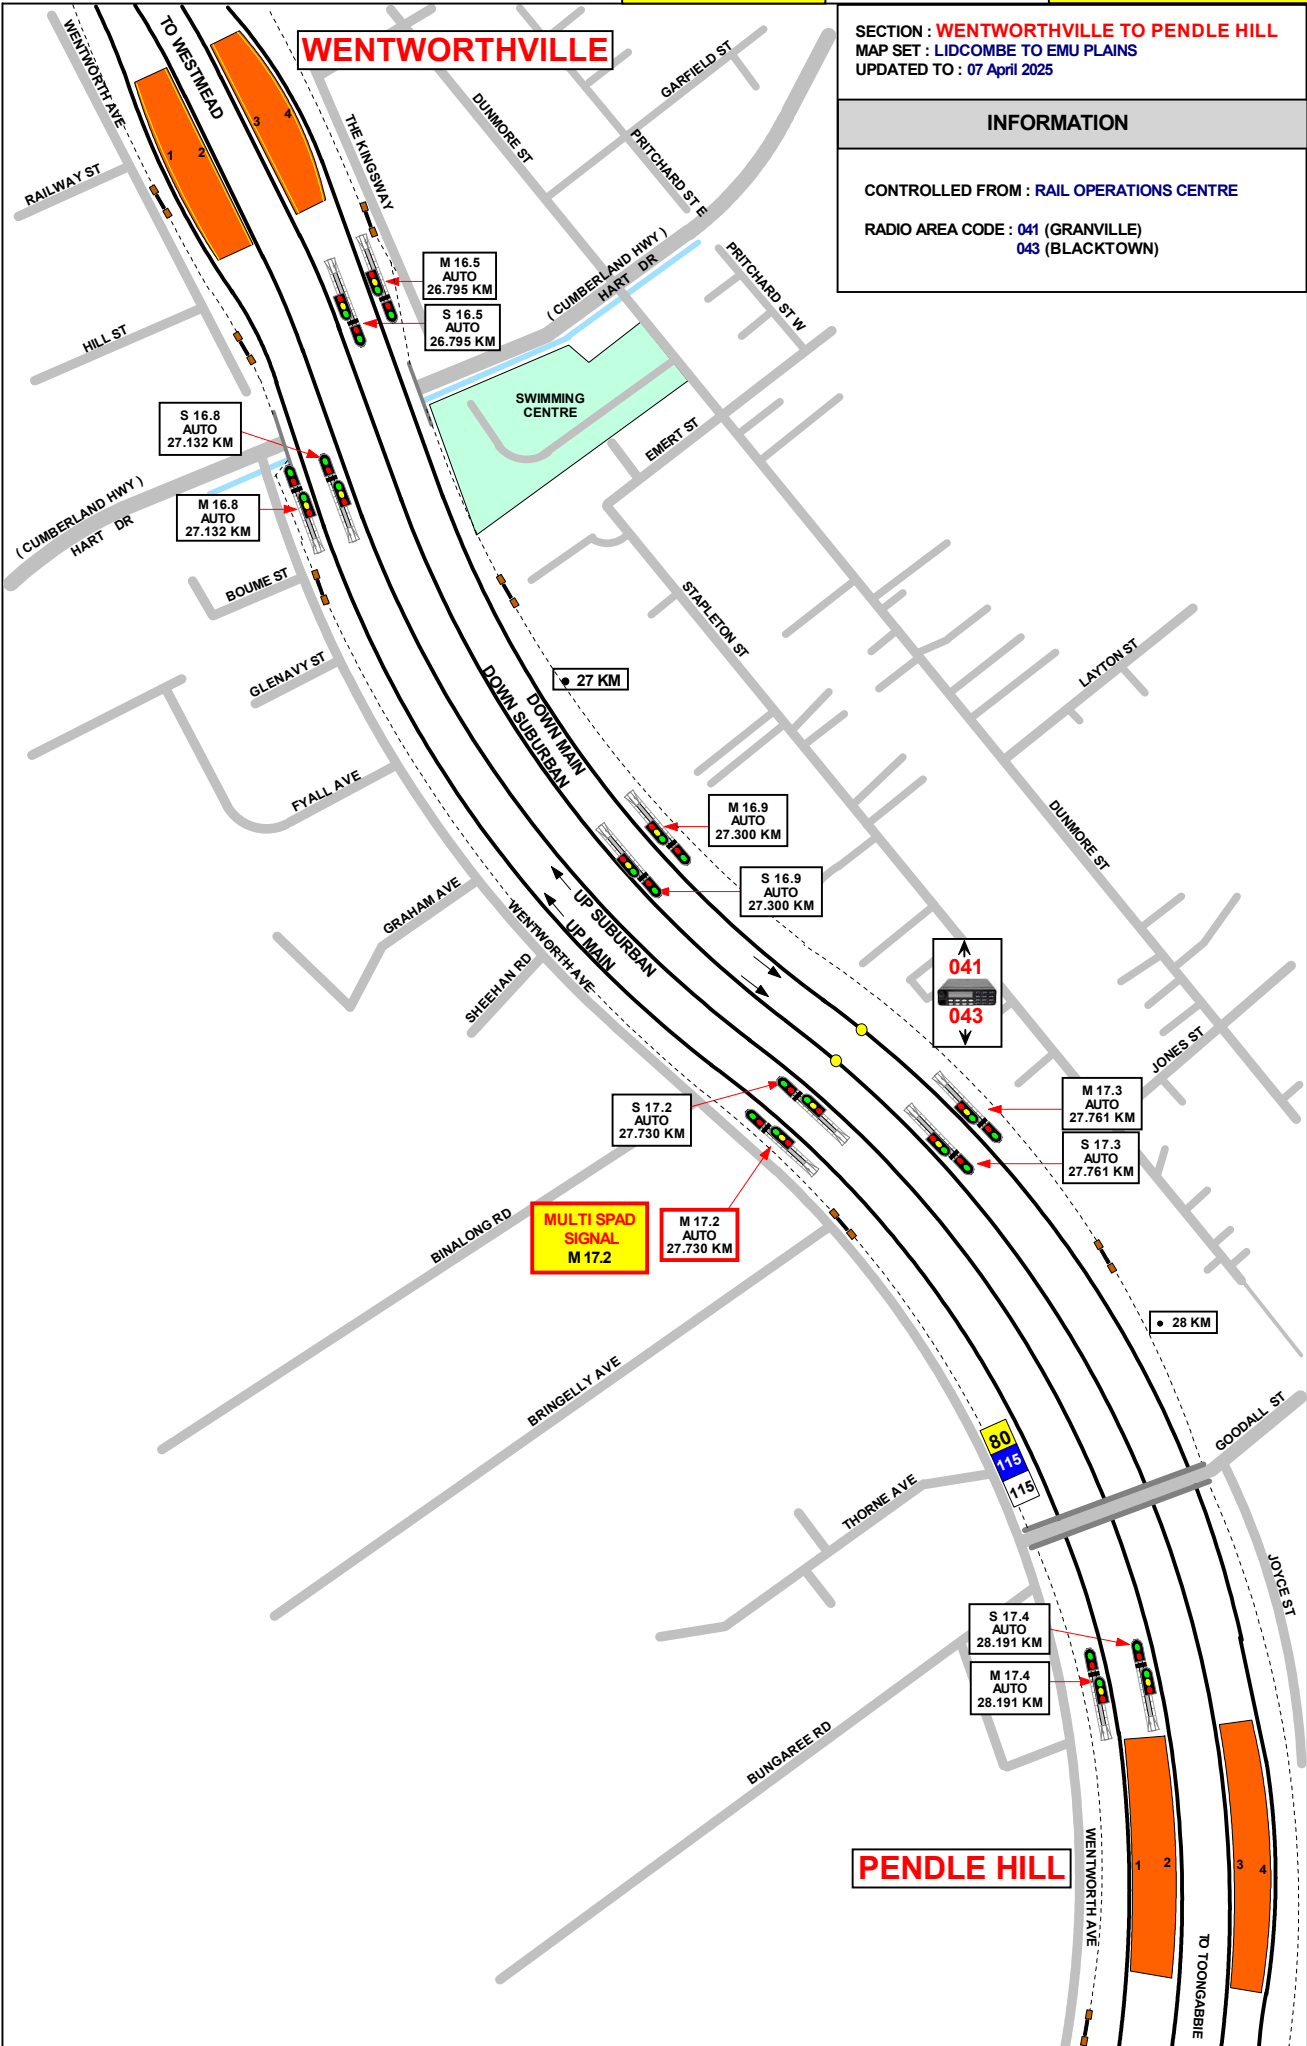 SECTION : WENTWORTHVILLE TO PENDLE HILL
MAP SET : LIDCOMBE TO EMU PLAINS
UPDATED TO : 07 April 2025
INFORMATION
CONTROLLED FROM : RAIL OPERATIONS CENTRE
RADIO AREA CODE : 041 (GRANVILLE)
043 (BLACKTOWN)
WENTWORTHVILLE
WENTWORTH AVE
TO WESTMEAD
1
2
3
4
THE KINGSWAY
DUNMORE ST
GARFIELD ST
PRITCHARD ST E
PRITCHARD ST W
RAILWAY ST
HILL ST
M 16.5
AUTO
26.795 KM
S 16.5
AUTO
26.795 KM
( CUMBERLAND HWY )
HART DR
SWIMMING
CENTRE
EMERT ST
S 16.8
AUTO
27.132 KM
M 16.8
AUTO
27.132 KM
( CUMBERLAND HWY )
HART DR
BOUME ST
GLENAVY ST
FYALL AVE
STAPLETON ST
LAYTON ST
27 KM
DOWN MAIN
DOWN SUBURBAN
M 16.9
AUTO
27.300 KM
S 16.9
AUTO
27.300 KM
DUNMORE ST
GRAHAM AVE
SHEEHAN RD
WENTWORTH AVE
UP SUBURBAN
UP MAIN
041
043
JONES ST
M 17.3
AUTO
27.761 KM
S 17.3
AUTO
27.761 KM
S 17.2
AUTO
27.730 KM
MULTI SPAD
SIGNAL
M 17.2
M 17.2
AUTO
27.730 KM
BINALONG RD
BRINGELLY AVE
28 KM
80
115
115
GOODALL ST
THORNE AVE
JOYCE ST
S 17.4
AUTO
28.191 KM
M 17.4
AUTO
28.191 KM
BUNGAREE RD
PENDLE HILL
WENTWORTH AVE
1
2
3
4
TO TOONGABBIE